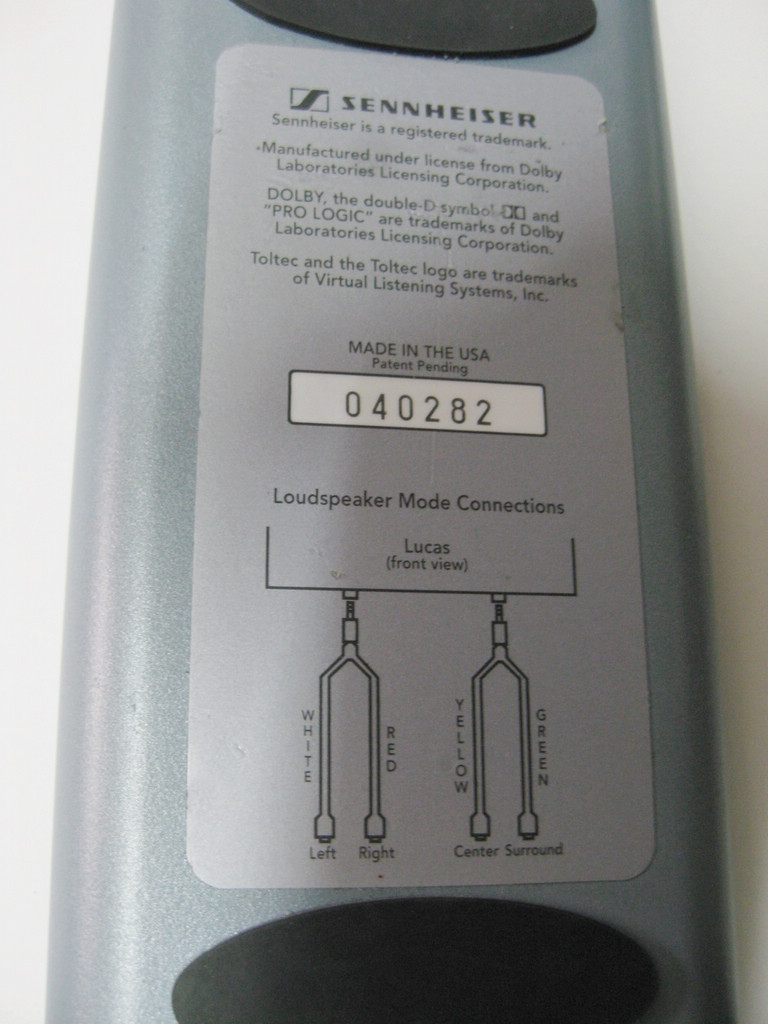 SENNHEISER
Sennheiser is a registered trademark.
Manufactured under license from Dolby
Laboratories Licensing Corporation.
DOLBY, the double-D symbol and
"PRO LOGIC" are trademarks of Dolby
Laboratories Licensing Corporation.
Toltec and the Toltec logo are trademarks
of Virtual Listening Systems, Inc.
MADE IN THE USA
Patent Pending
040282
Loudspeaker Mode Connections
Lucas
(front view)
WHITE
RED
YELLOW
GREEN
Left Right Center Surround